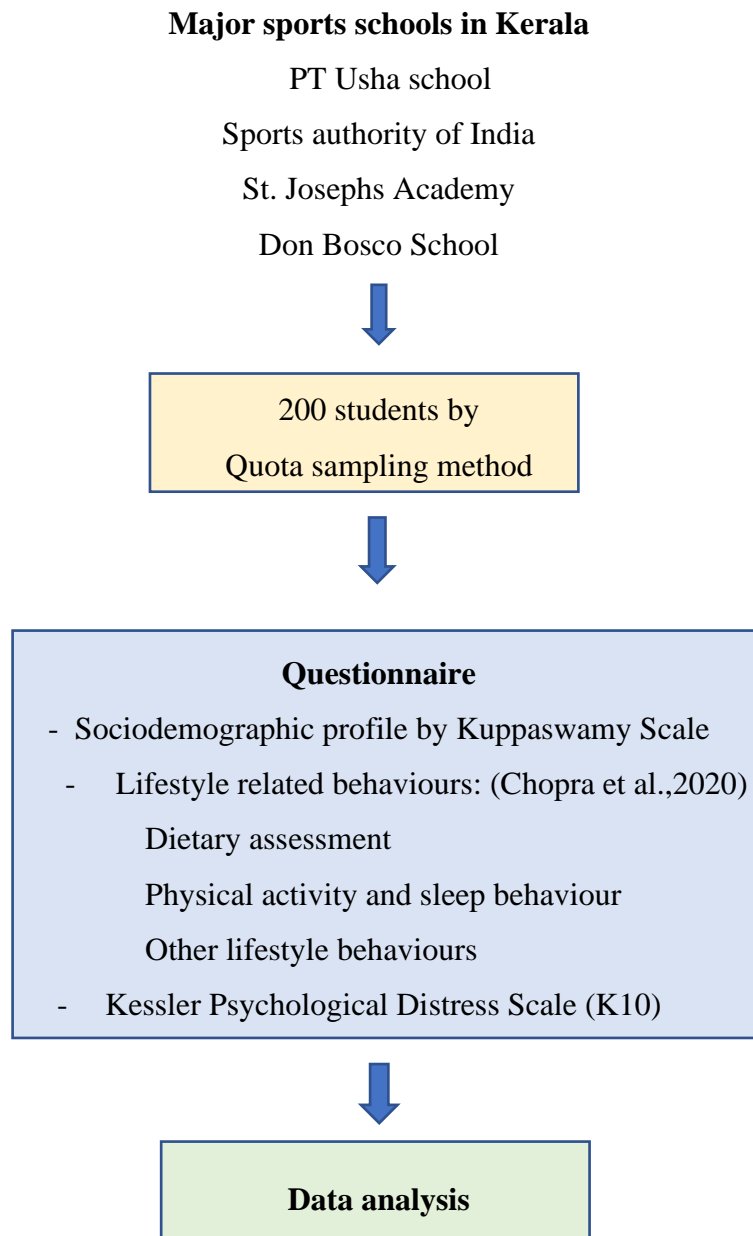 Major sports schools in Kerala
PT Usha school
Sports authority of India
St. Josephs Academy
Don Bosco School
200 students by
Quota sampling method
Questionnaire
- Sociodemographic profile by Kuppaswamy Scale
- Lifestyle related behaviours: (Chopra et al.,2020)
Dietary assessment
Physical activity and sleep behaviour
Other lifestyle behaviours
- Kessler Psychological Distress Scale (K10)
Data analysis